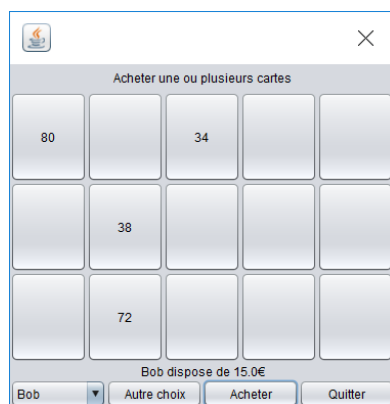 Acheter une ou plusieurs cartes
80 34
38
72
Bob dispose de 15.0€
Bob Autre choix Acheter Quitter